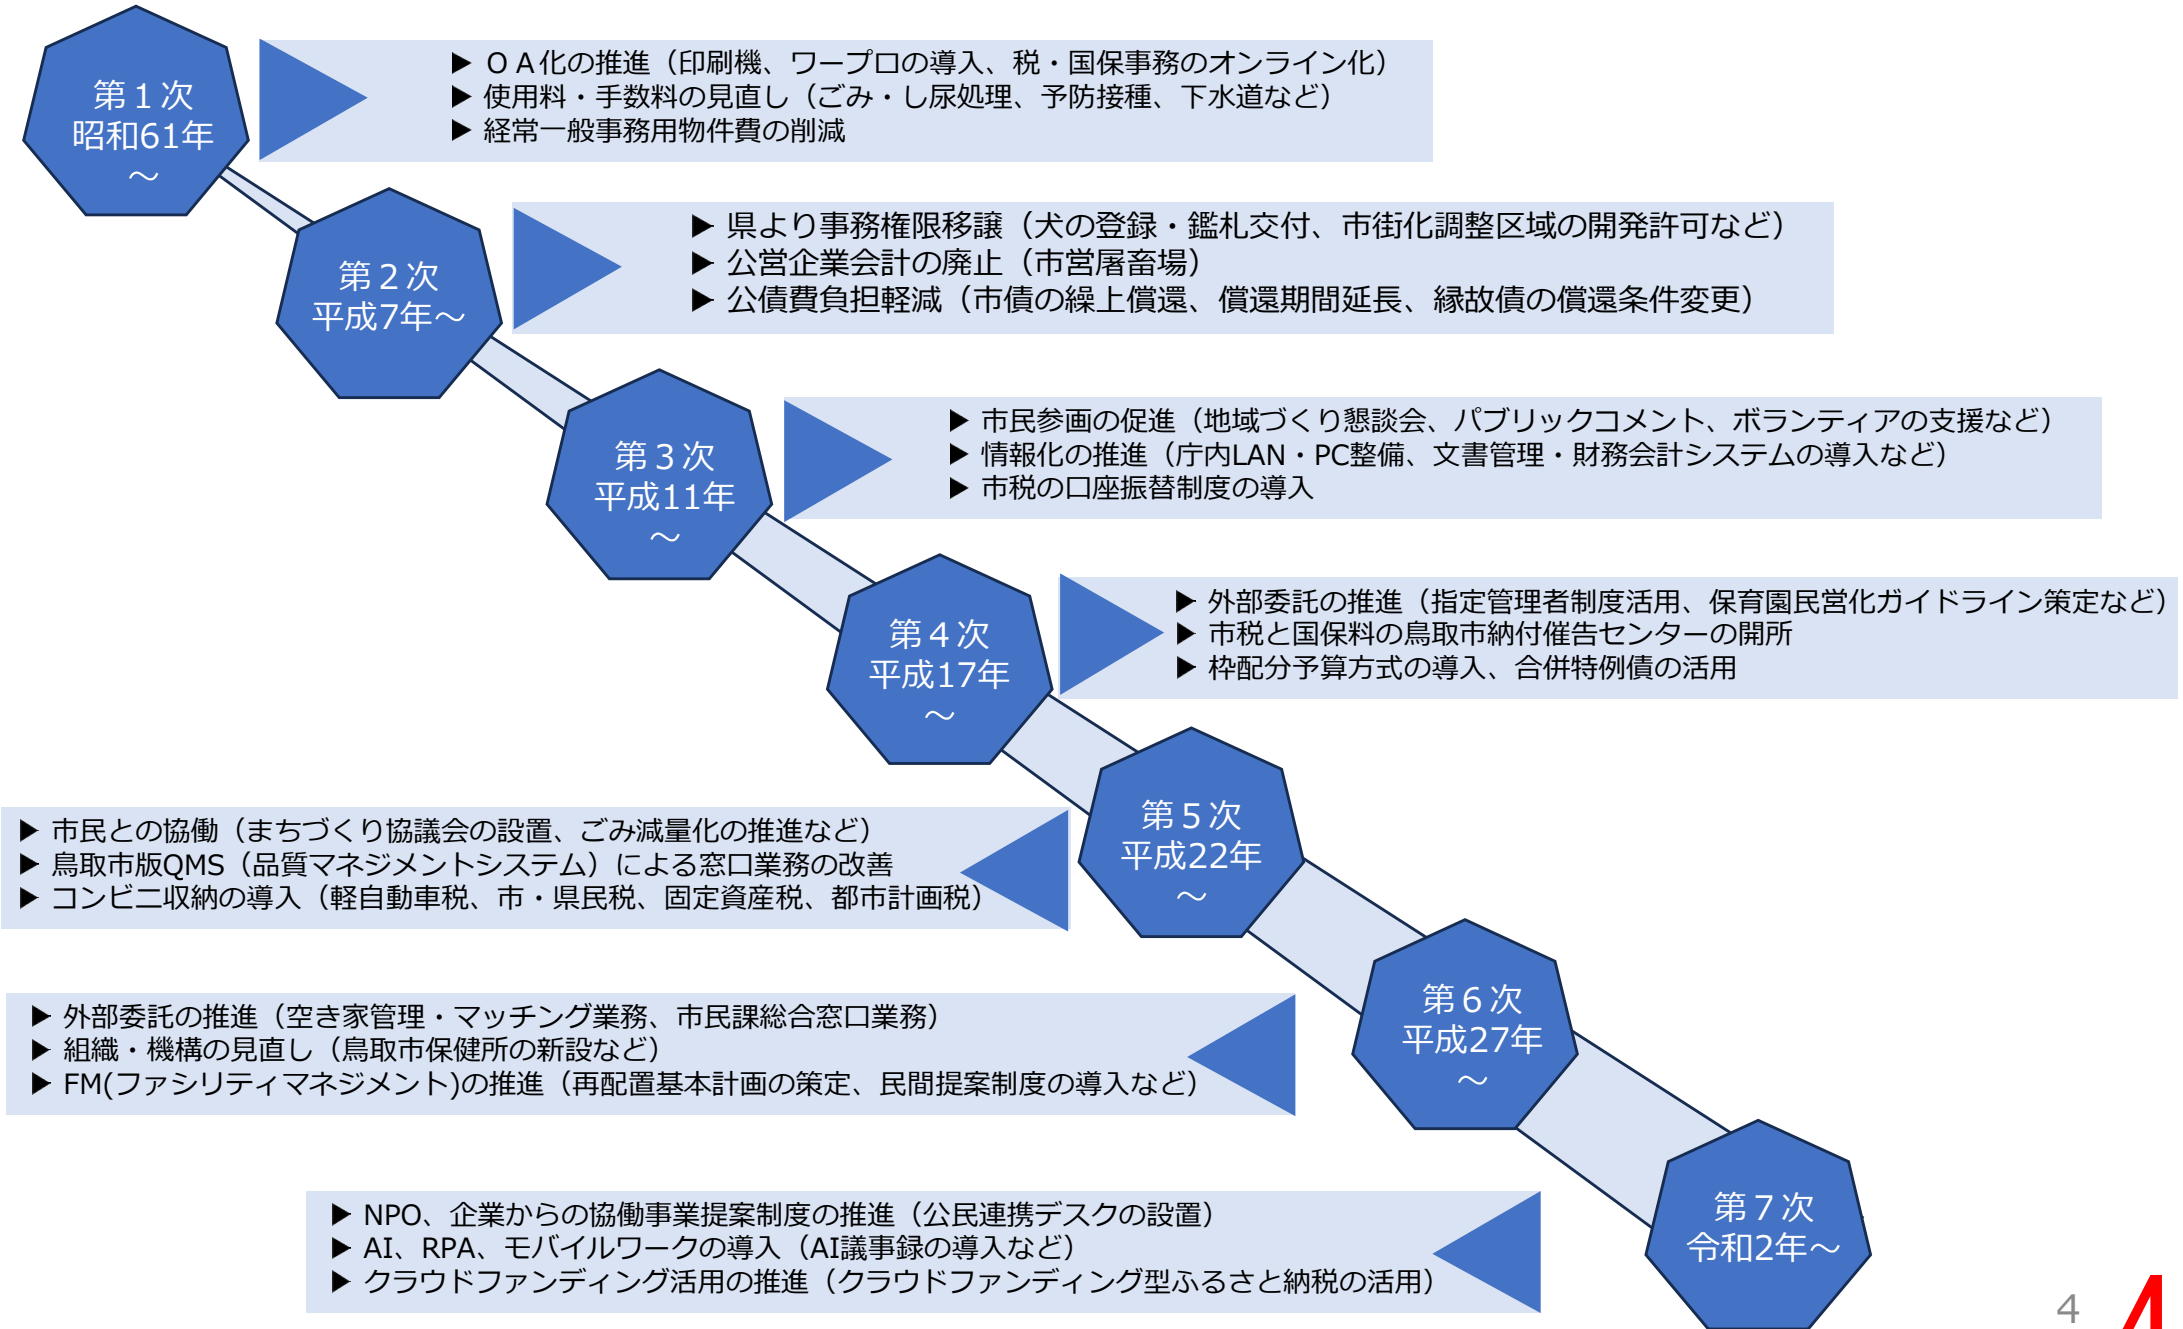 第１次
昭和61年
～
▶ ＯＡ化の推進（印刷機、ワープロの導入、税・国保事務のオンライン化）
▶ 使用料・手数料の見直し（ごみ・し尿処理、予防接種、下水道など）
▶ 経常一般事務用物件費の削減
第２次
平成7年～
▶ 県より事務権限移譲（犬の登録・鑑札交付、市街化調整区域の開発許可など）
▶ 公営企業会計の廃止（市営屠畜場）
▶ 公債費負担軽減（市債の繰上償還、償還期間延長、縁故債の償還条件変更）
第３次
平成11年
～
▶ 市民参画の促進（地域づくり懇談会、パブリックコメント、ボランティアの支援など）
▶ 情報化の推進（庁内LAN・PC整備、文書管理・財務会計システムの導入など）
▶ 市税の口座振替制度の導入
第４次
平成17年
～
▶ 外部委託の推進（指定管理者制度活用、保育園民営化ガイドライン策定など）
▶ 市税と国保料の鳥取市納付催告センターの開所
▶ 枠配分予算方式の導入、合併特例債の活用
第５次
平成22年
～
▶ 市民との協働（まちづくり協議会の設置、ごみ減量化の推進など）
▶ 鳥取市版QMS（品質マネジメントシステム）による窓口業務の改善
▶ コンビニ収納の導入（軽自動車税、市・県民税、固定資産税、都市計画税）
第６次
平成27年
～
▶ 外部委託の推進（空き家管理・マッチング業務、市民課総合窓口業務）
▶ 組織・機構の見直し（鳥取市保健所の新設など）
▶ FM(ファシリティマネジメント)の推進（再配置基本計画の策定、民間提案制度の導入など）
第７次
令和2年～
▶ NPO、企業からの協働事業提案制度の推進（公民連携デスクの設置）
▶ AI、RPA、モバイルワークの導入（AI議事録の導入など）
▶ クラウドファンディング活用の推進（クラウドファンディング型ふるさと納税の活用）
4